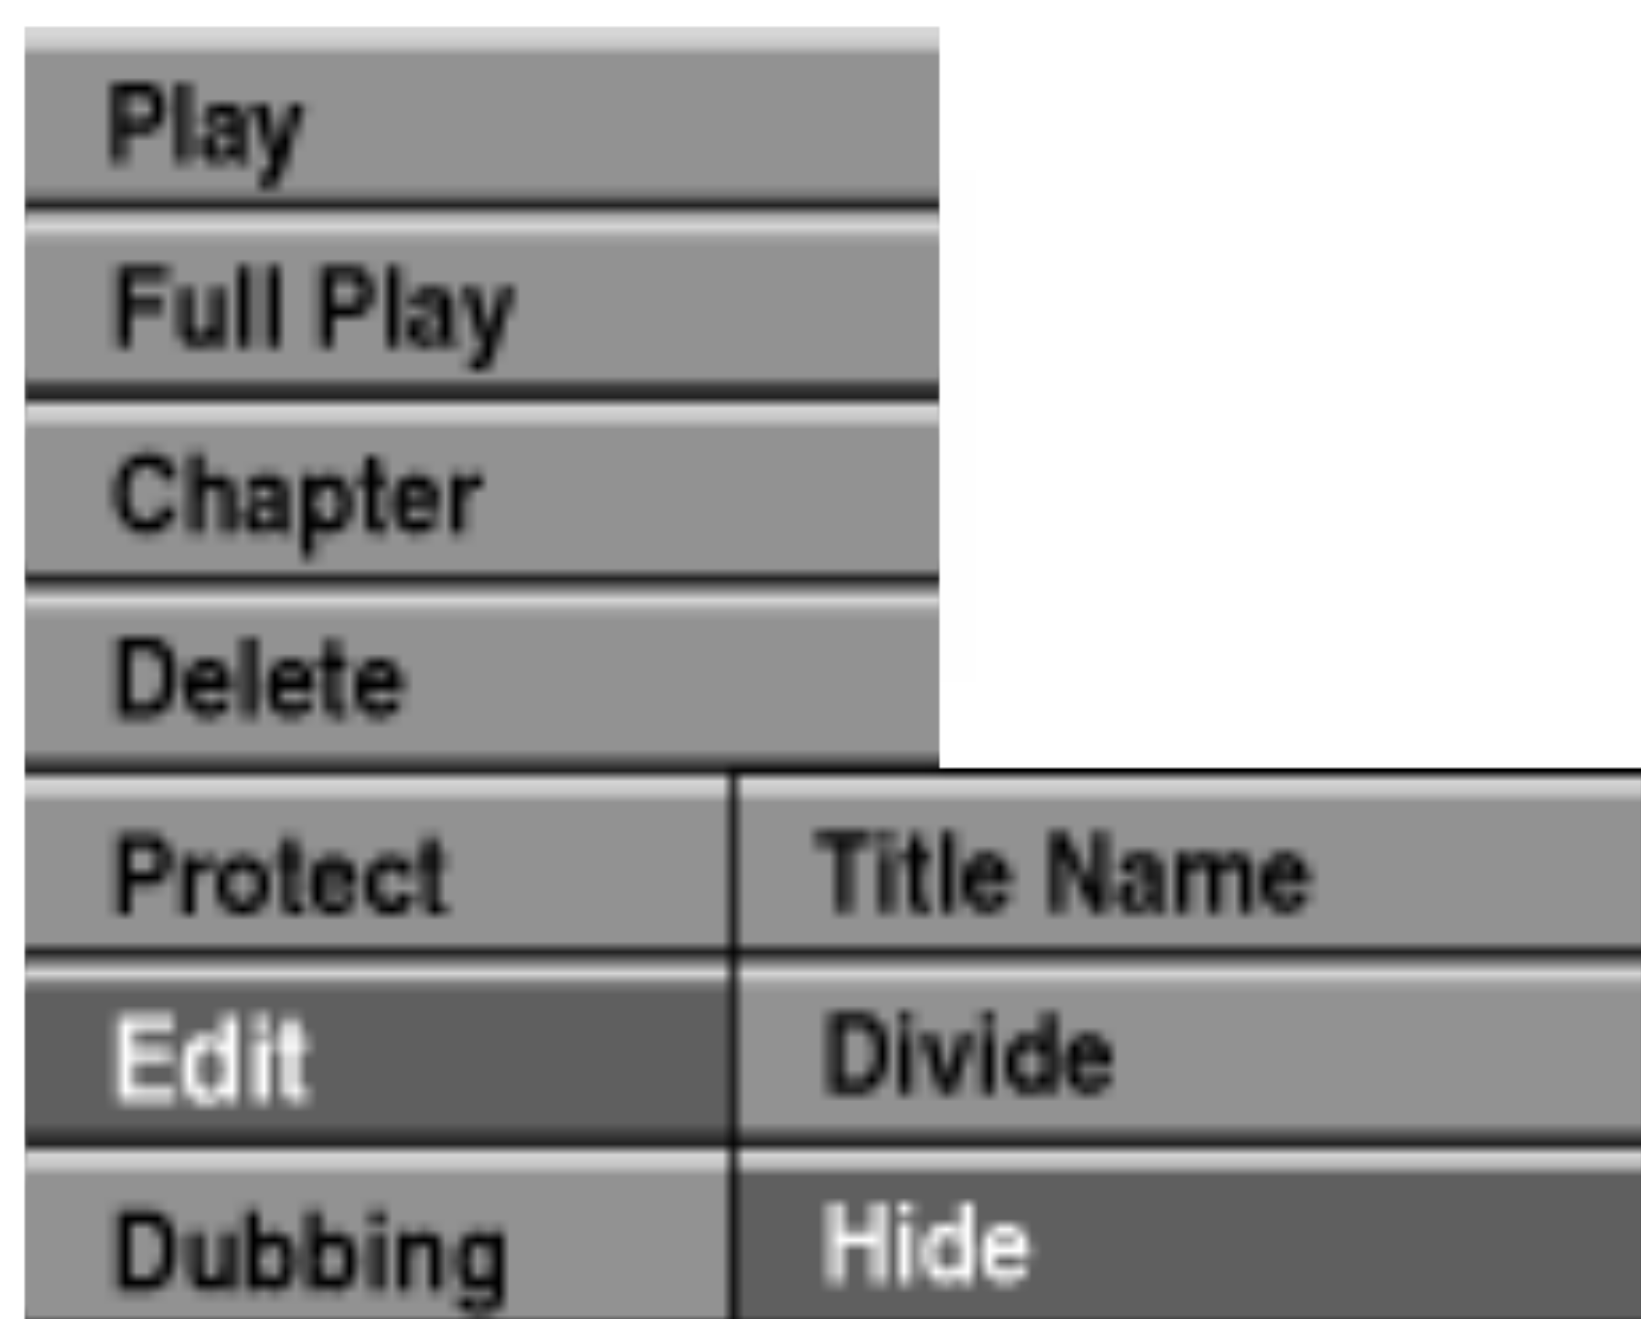 Play
Full Play
Chapter
Delete
Protect Title Name
Edit Divide
Dubbing Hide